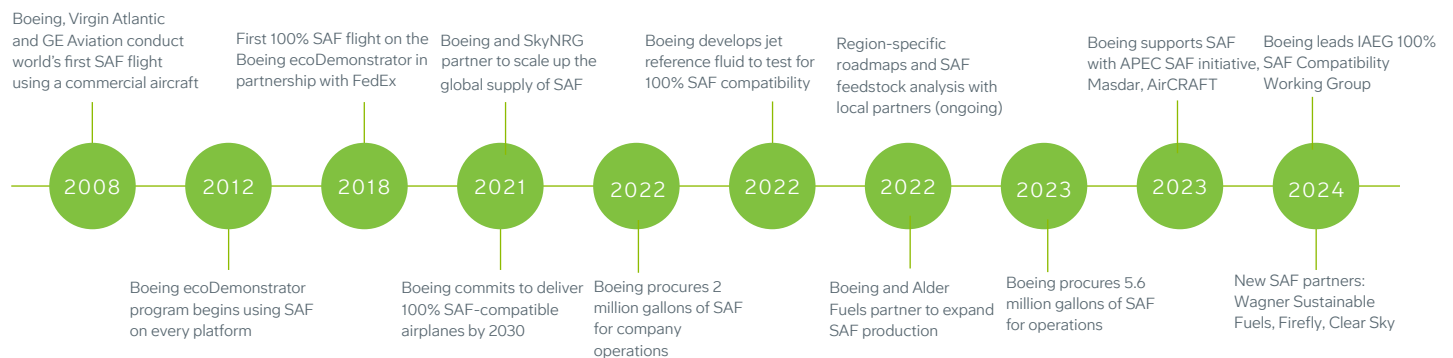 Boeing, Virgin Atlantic
and GE Aviation conduct
world's first SAF flight
using a commercial aircraft
First 100% SAF flight on the
Boeing ecoDemonstrator in
partnership with FedEx
Boeing and SkyNRG
partner to scale up the
global supply of SAF
Boeing develops jet
reference fluid to test for
100% SAF compatibility
Region-specific
roadmaps and SAF
feedstock analysis with
local partners (ongoing)
Boeing supports SAF
with APEC SAF initiative,
Masdar, AirCRAFT
Boeing leads IAEG 100%
SAF Compatibility
Working Group
2008
2012
2018
2021
2022
2022
2022
2023
2023
2024
Boeing ecoDemonstrator
program begins using SAF
on every platform
Boeing commits to deliver
100% SAF-compatible
airplanes by 2030
Boeing procures 2
million gallons of SAF
for company
operations
Boeing and Alder
Fuels partner to expand
SAF production
Boeing procures 5.6
million gallons of SAF
for operations
New SAF partners:
Wagner Sustainable
Fuels, Firefly, Clear Sky